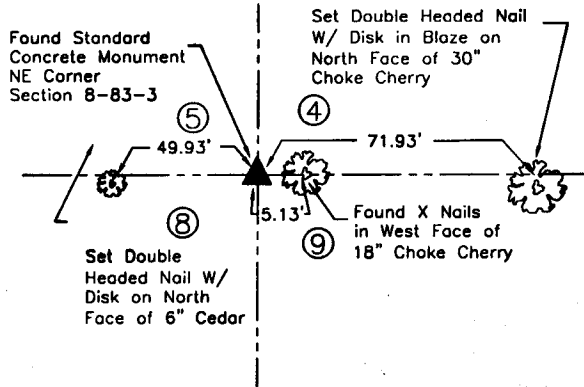 Found Standard
Concrete Monument
NE Corner
Section 8-83-3
Set Double Headed Nail
W/ Disk in Blaze on
North Face of 30"
Choke Cherry
5
4
49.93'
71.93'
8
5.13'
9
Found X Nails
in West Face of
18" Choke Cherry
Set Double
Headed Nail W/
Disk on North
Face of 6" Cedar